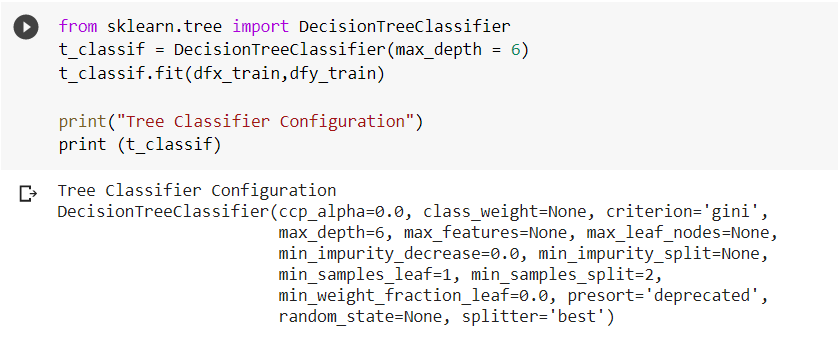 from sklearn.tree import DecisionTreeClassifier
t_classif = DecisionTreeClassifier(max_depth = 6)
t_classif.fit(dfx_train,dfy_train)
print("Tree Classifier Configuration")
print (t_classif)
Tree Classifier Configuration
DecisionTreeClassifier(ccp_alpha=0.0, class_weight=None, criterion='gini',
max_depth=6, max_features=None, max_leaf_nodes=None,
min_impurity_decrease=0.0, min_impurity_split=None,
min_samples_leaf=1, min_samples_split=2,
min_weight_fraction_leaf=0.0, presort='deprecated',
random_state=None, splitter='best')